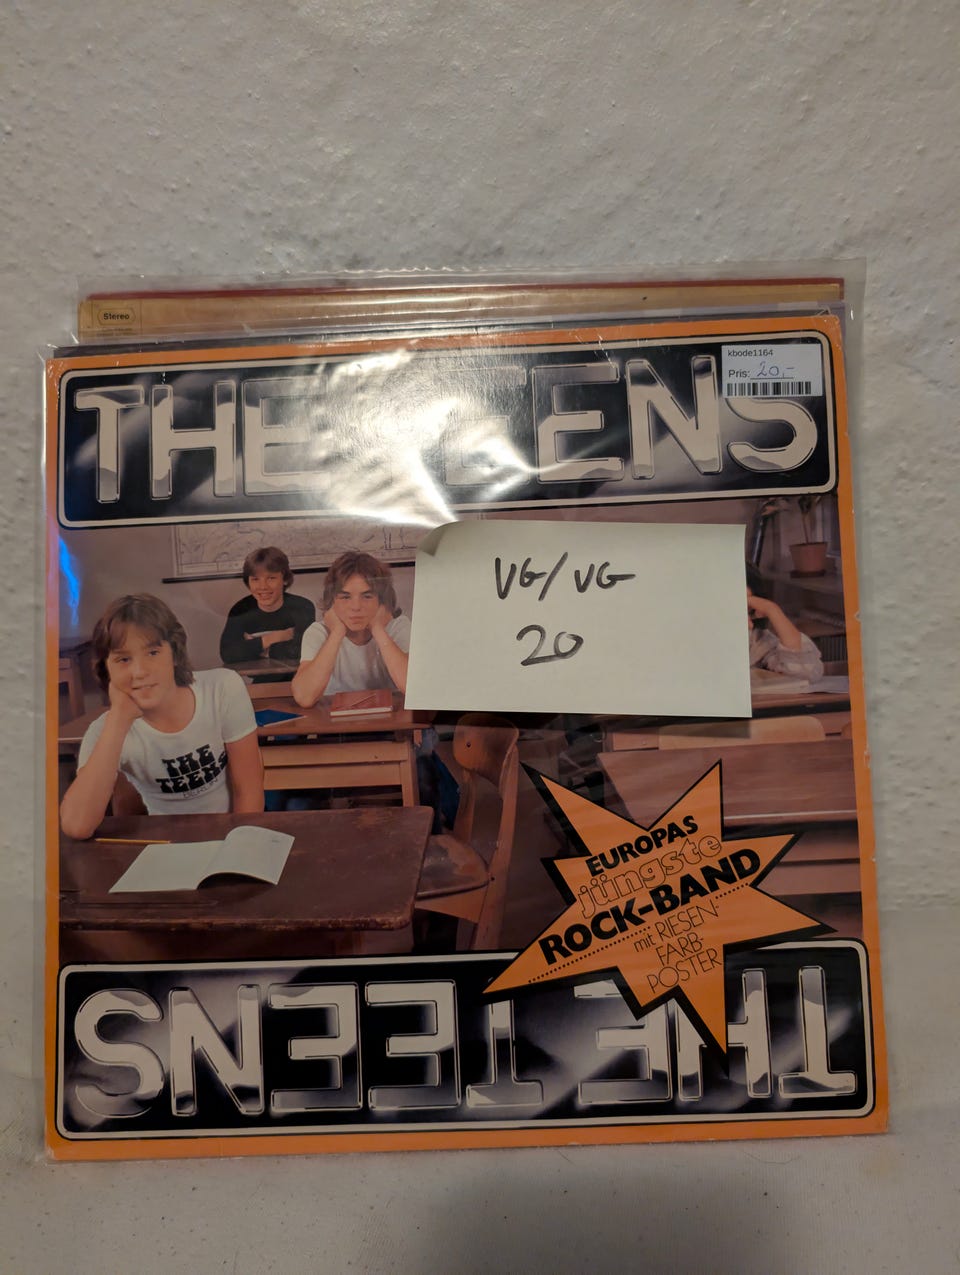 Stereo
THE TEENS
kbode1164
Pris: 20,-
VG/VG
20
THE
TEENS
BERLIN
EUROPAS
jüngste
ROCK-BAND
mit RIESEN-
FARB-
POSTER
THE TEENS